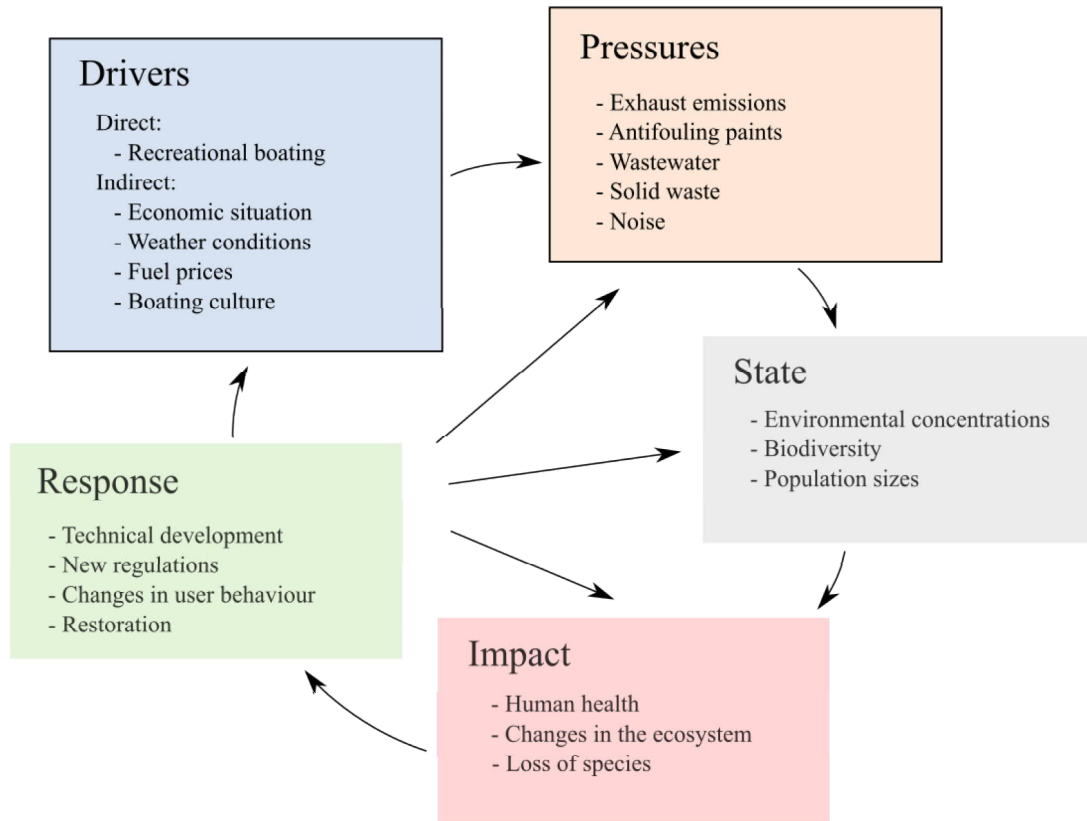 Drivers
Direct:
- Recreational boating
Indirect:
- Economic situation
- Weather conditions
- Fuel prices
- Boating culture
Pressures
- Exhaust emissions
- Antifouling paints
- Wastewater
- Solid waste
- Noise
State
- Environmental concentrations
- Biodiversity
- Population sizes
Impact
- Human health
- Changes in the ecosystem
- Loss of species
Response
- Technical development
- New regulations
- Changes in user behaviour
- Restoration